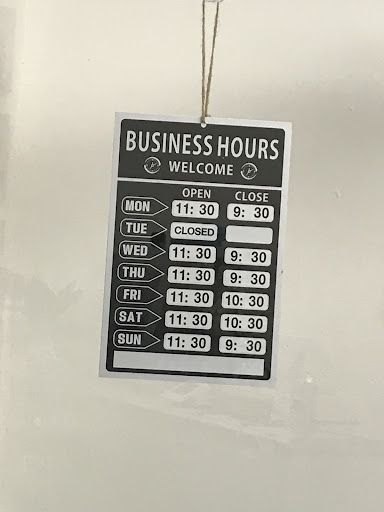 BUSINESS HOURS
WELCOME
OPEN CLOSE
MON 11: 30 9: 30
TUE CLOSED
WED 11: 30 9: 30
THU 11: 30 9: 30
FRI 11: 30 10: 30
SAT 11: 30 10: 30
SUN 11: 30 9: 30